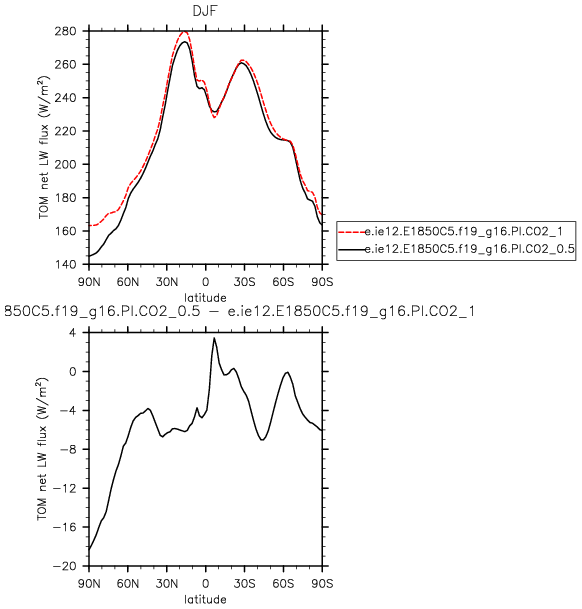 DJF
280
260
240
220
200
180
160
140
TOM net LW flux (W/m²)
90N 60N 30N 0 30S 60S 90S
latitude
e.ie12.E1850C5.f19_g16.PI.CO2_1
e.ie12.E1850C5.f19_g16.PI.CO2_0.5
850C5.f19_g16.PI.CO2_0.5 − e.ie12.E1850C5.f19_g16.PI.CO2_1
4
0
−4
−8
−12
−16
−20
TOM net LW flux (W/m²)
90N 60N 30N 0 30S 60S 90S
latitude